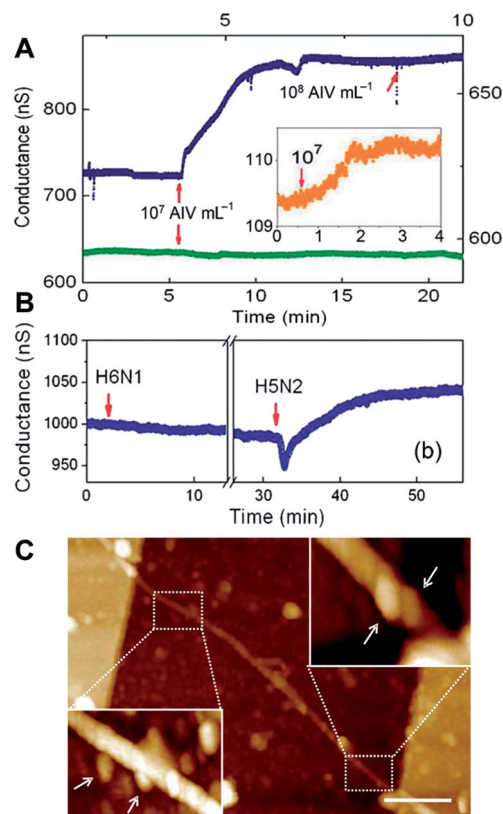 A
5
10
Conductance (nS)
800
700
600
650
600
10⁸ AIV mL⁻¹
10⁷ AIV mL⁻¹
110
109
10⁷
0 1 2 3 4
0 5 10 15 20
Time (min)
B
Conductance (nS)
1100
1050
1000
950
H6N1
H5N2
(b)
0 10 30 40 50
Time (min)
C